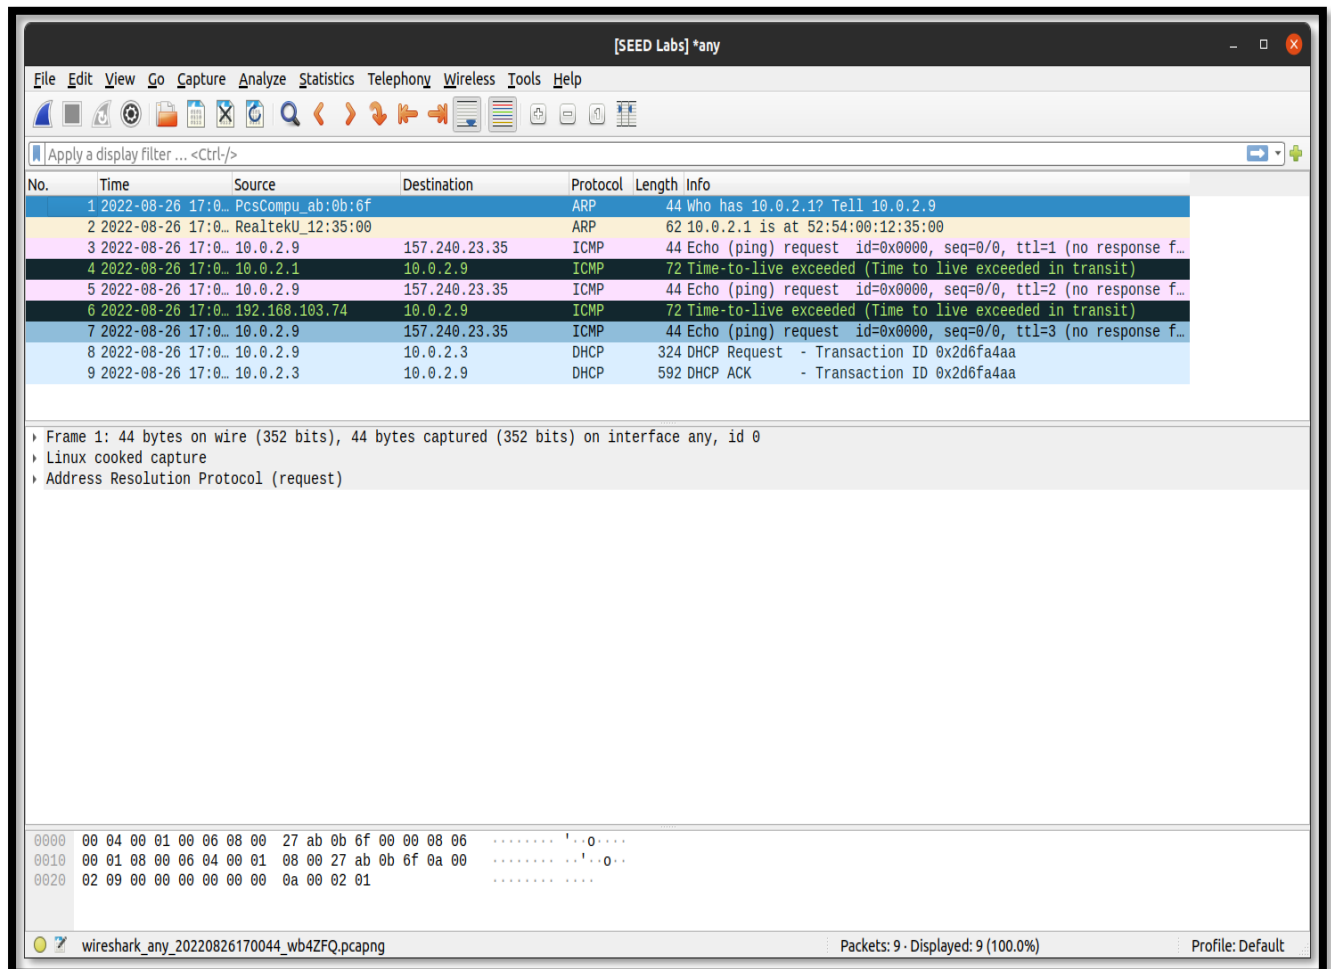 [SEED Labs] *any
File Edit View Go Capture Analyze Statistics Telephony Wireless Tools Help
Apply a display filter ... <Ctrl-/>
No. Time Source Destination Protocol Length Info
1 2022-08-26 17:0… PcsCompu_ab:0b:6f ARP 44 Who has 10.0.2.1? Tell 10.0.2.9
2 2022-08-26 17:0… RealtekU_12:35:00 ARP 62 10.0.2.1 is at 52:54:00:12:35:00
3 2022-08-26 17:0… 10.0.2.9 157.240.23.35 ICMP 44 Echo (ping) request id=0x0000, seq=0/0, ttl=1 (no response f…
4 2022-08-26 17:0… 10.0.2.1 10.0.2.9 ICMP 72 Time-to-live exceeded (Time to live exceeded in transit)
5 2022-08-26 17:0… 10.0.2.9 157.240.23.35 ICMP 44 Echo (ping) request id=0x0000, seq=0/0, ttl=2 (no response f…
6 2022-08-26 17:0… 192.168.103.74 10.0.2.9 ICMP 72 Time-to-live exceeded (Time to live exceeded in transit)
7 2022-08-26 17:0… 10.0.2.9 157.240.23.35 ICMP 44 Echo (ping) request id=0x0000, seq=0/0, ttl=3 (no response f…
8 2022-08-26 17:0… 10.0.2.9 10.0.2.3 DHCP 324 DHCP Request - Transaction ID 0x2d6fa4aa
9 2022-08-26 17:0… 10.0.2.3 10.0.2.9 DHCP 592 DHCP ACK - Transaction ID 0x2d6fa4aa
Frame 1: 44 bytes on wire (352 bits), 44 bytes captured (352 bits) on interface any, id 0
Linux cooked capture
Address Resolution Protocol (request)
0000 00 04 00 01 00 06 08 00 27 ab 0b 6f 00 00 08 06 ········ '··o····
0010 00 01 08 00 06 04 00 01 08 00 27 ab 0b 6f 0a 00 ········ ··'··o··
0020 02 09 00 00 00 00 00 00 0a 00 02 01 ········ ····
wireshark_any_20220826170044_wb4ZFQ.pcapng Packets: 9 · Displayed: 9 (100.0%) Profile: Default